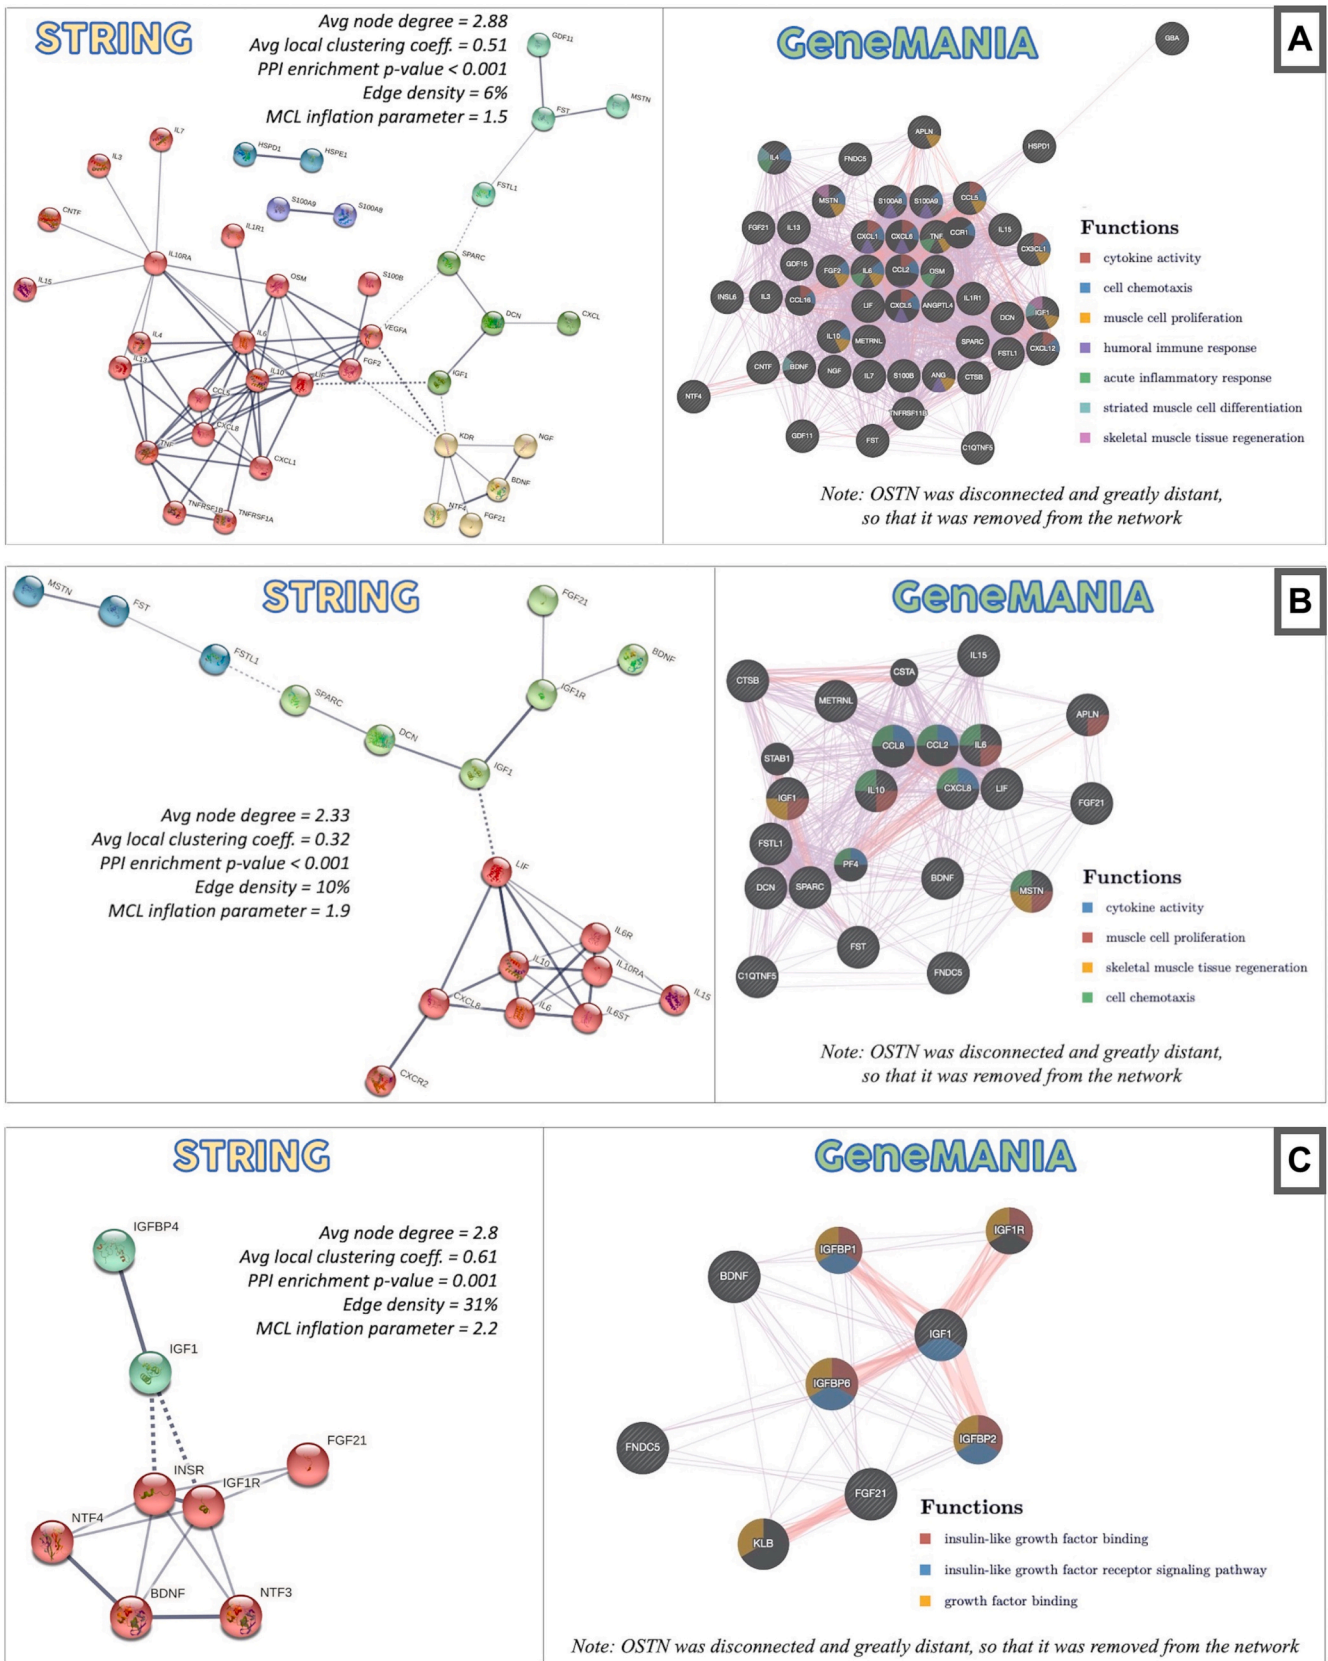 STRING
Avg node degree = 2.88
Avg local clustering coeff. = 0.51
PPI enrichment p-value < 0.001
Edge density = 6%
MCL inflation parameter = 1.5
GDF11
MSTN
FST
IL7
IL3
HSPD1
HSPE1
FSTL1
CNTF
S100A9
S100A8
IL1R1
IL10RA
SPARC
IL15
OSM
S100B
DCN
CXCL
IL4
IL6
VEGFA
IL13
FGF2
IL10
LIF
IGF1
CCL5
CXCL8
KDR
NGF
TNF
CXCL1
BDNF
TNFRSF1B
TNFRSF1A
NTF4
FGF21
GeneMANIA
A
GBA
APLN
HSPD1
IL4
FNDC5
MSTN
S100A8
S100A9
CCL5
FGF21
IL13
CXCL1
CXCL8
TNF
CCR1
IL15
CX3CL1
GDF15
FGF2
IL6
CCL2
OSM
INSL6
IL3
CCL16
LIF
CXCL5
ANGPTL4
IL1R1
DCN
IGF1
IL10
METRNL
SPARC
FSTL1
CXCL12
CNTF
BDNF
NGF
IL7
S100B
ANG
CTSB
NTF4
TNFRSF11B
GDF11
FST
C1QTNF5
Functions
cytokine activity
cell chemotaxis
muscle cell proliferation
humoral immune response
acute inflammatory response
striated muscle cell differentiation
skeletal muscle tissue regeneration
Note: OSTN was disconnected and greatly distant,
so that it was removed from the network
STRING
MSTN
FST
FGF21
FSTL1
BDNF
SPARC
IGF1R
DCN
IGF1
Avg node degree = 2.33
Avg local clustering coeff. = 0.32
PPI enrichment p-value < 0.001
Edge density = 10%
MCL inflation parameter = 1.9
LIF
IL6R
IL10
IL10RA
IL15
CXCL8
IL6
IL6ST
CXCR2
GeneMANIA
B
IL15
CTSB
CSTA
METRNL
APLN
CCL8
CCL2
IL6
STAB1
IGF1
IL10
CXCL8
LIF
FGF21
FSTL1
PF4
DCN
SPARC
BDNF
MSTN
FST
C1QTNF5
FNDC5
Functions
cytokine activity
muscle cell proliferation
skeletal muscle tissue regeneration
cell chemotaxis
Note: OSTN was disconnected and greatly distant,
so that it was removed from the network
STRING
IGFBP4
Avg node degree = 2.8
Avg local clustering coeff. = 0.61
PPI enrichment p-value = 0.001
Edge density = 31%
MCL inflation parameter = 2.2
IGF1
FGF21
INSR
IGF1R
NTF4
BDNF
NTF3
GeneMANIA
C
IGF1R
IGFBP1
BDNF
IGF1
IGFBP6
IGFBP2
FNDC5
FGF21
KLB
Functions
insulin-like growth factor binding
insulin-like growth factor receptor signaling pathway
growth factor binding
Note: OSTN was disconnected and greatly distant, so that it was removed from the network